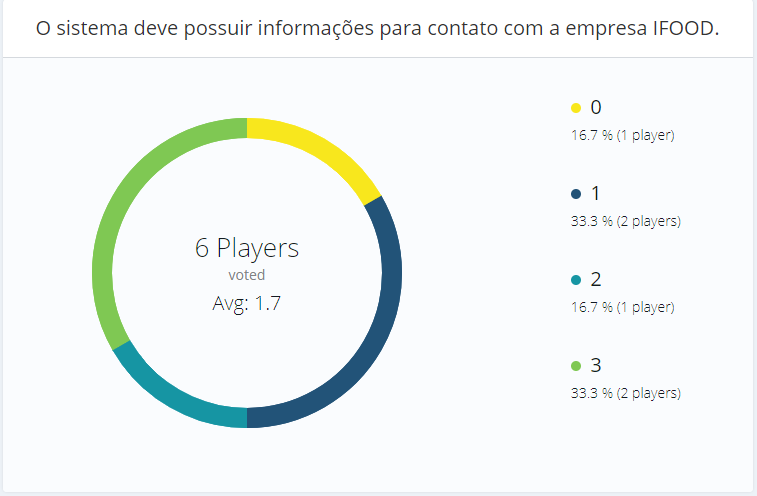 O sistema deve possuir informações para contato com a empresa IFOOD.
6 Players
voted
Avg: 1.7
0
16.7 % (1 player)
1
33.3 % (2 players)
2
16.7 % (1 player)
3
33.3 % (2 players)